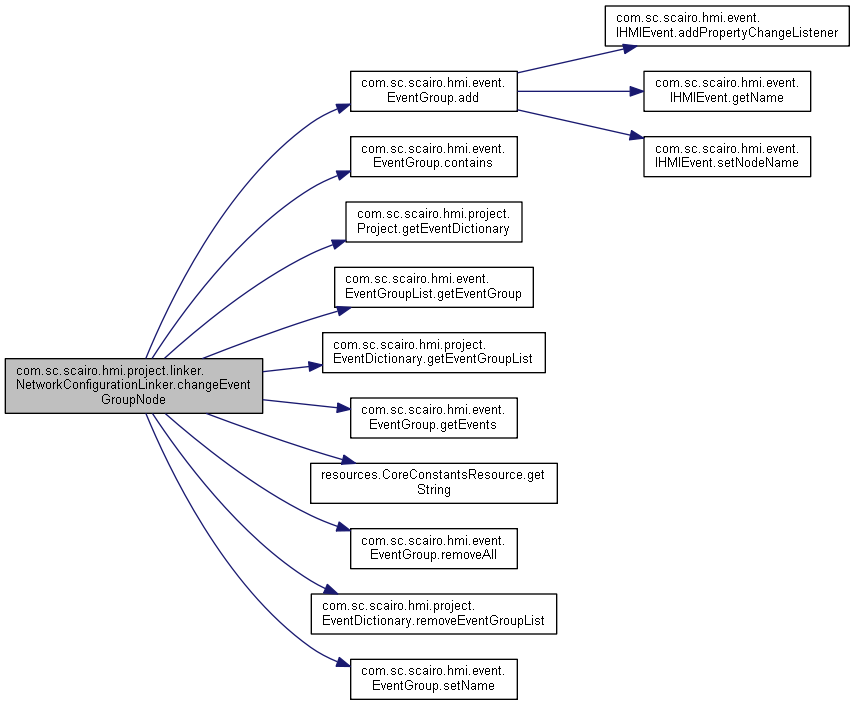 com.sc.scairo.hmi.event.
IHMIEvent.addPropertyChangeListener
com.sc.scairo.hmi.event.
EventGroup.add
com.sc.scairo.hmi.event.
IHMIEvent.getName
com.sc.scairo.hmi.event.
EventGroup.contains
com.sc.scairo.hmi.event.
IHMIEvent.setNodeName
com.sc.scairo.hmi.project.
Project.getEventDictionary
com.sc.scairo.hmi.event.
EventGroupList.getEventGroup
com.sc.scairo.hmi.project.
EventDictionary.getEventGroupList
com.sc.scairo.hmi.project.linker.
NetworkConfigurationLinker.changeEvent
GroupNode
com.sc.scairo.hmi.event.
EventGroup.getEvents
resources.CoreConstantsResource.get
String
com.sc.scairo.hmi.event.
EventGroup.removeAll
com.sc.scairo.hmi.project.
EventDictionary.removeEventGroupList
com.sc.scairo.hmi.event.
EventGroup.setName